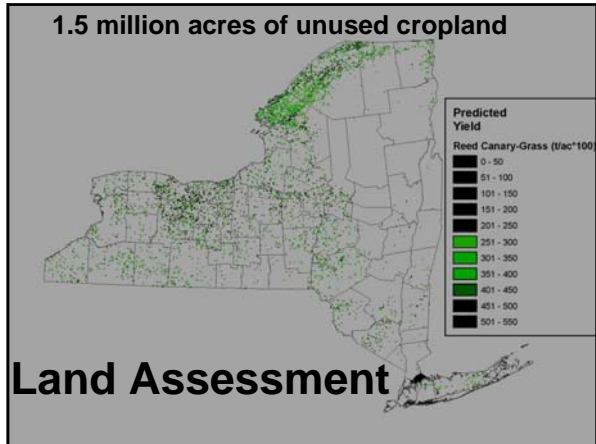 1.5 million acres of unused cropland
Predicted
Yield
Reed Canary-Grass (t/ac*100)
0 - 50
51 - 100
101 - 150
151 - 200
201 - 250
251 - 300
301 - 350
351 - 400
401 - 450
451 - 500
501 - 550
Land Assessment